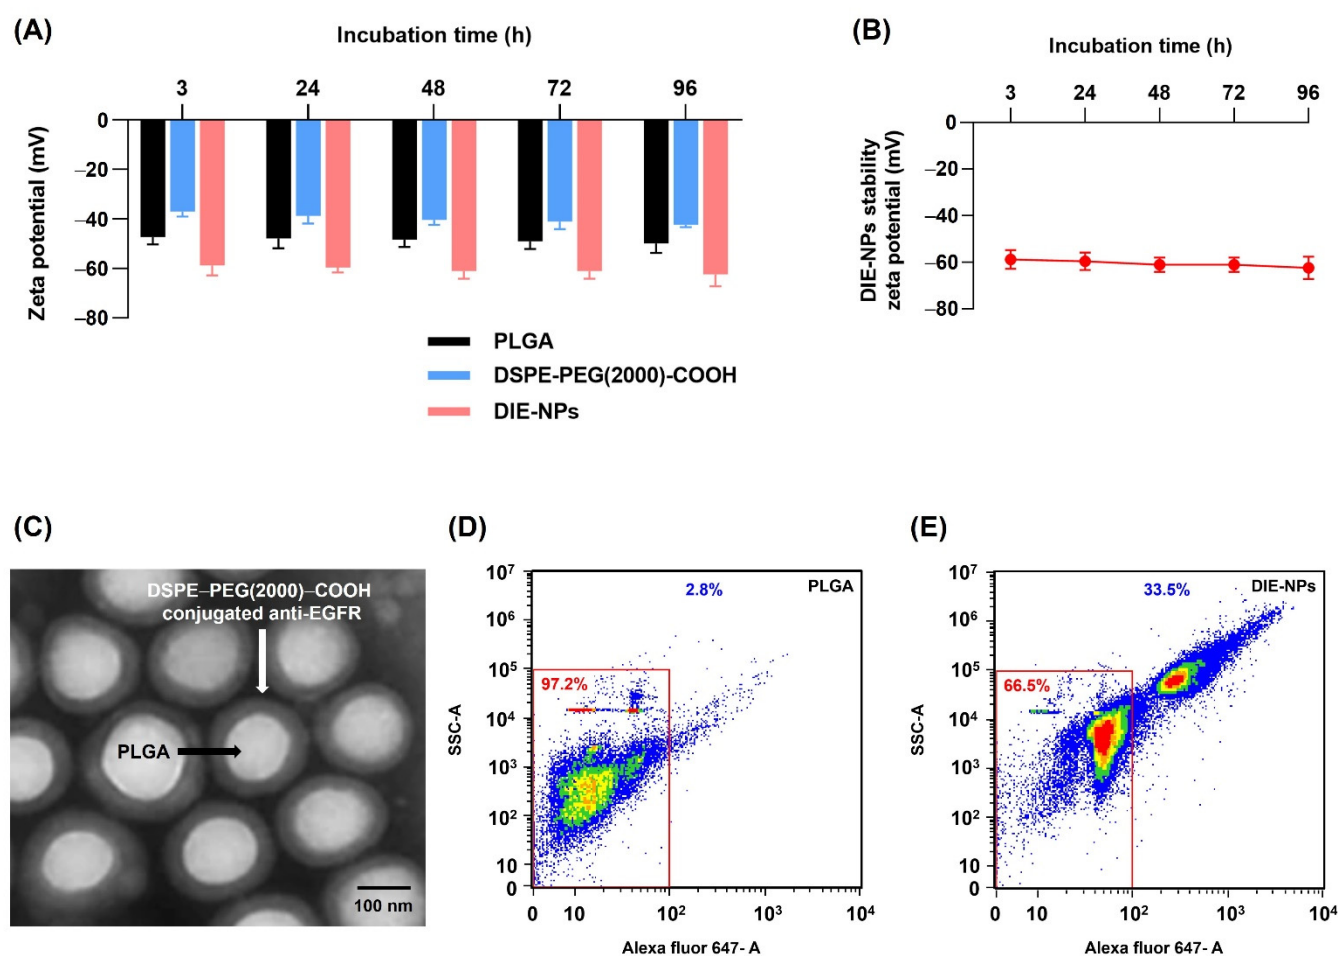 (A)
Incubation time (h)
3 24 48 72 96
0
–20
–40
–60
–80
Zeta potential (mV)
PLGA
DSPE-PEG(2000)-COOH
DIE-NPs
(B)
Incubation time (h)
3 24 48 72 96
0
–20
–40
–60
–80
DIE-NPs stability
zeta potential (mV)
(C)
DSPE–PEG(2000)–COOH
conjugated anti-EGFR
PLGA
100 nm
(D)
10⁷
10⁶
10⁵
10⁴
10³
10²
10
0
SSC-A
2.8%
PLGA
97.2%
0 10 10² 10³ 10⁴
Alexa fluor 647- A
(E)
10⁷
10⁶
10⁵
10⁴
10³
10²
10
0
SSC-A
33.5%
DIE-NPs
66.5%
0 10 10² 10³ 10⁴
Alexa fluor 647- A